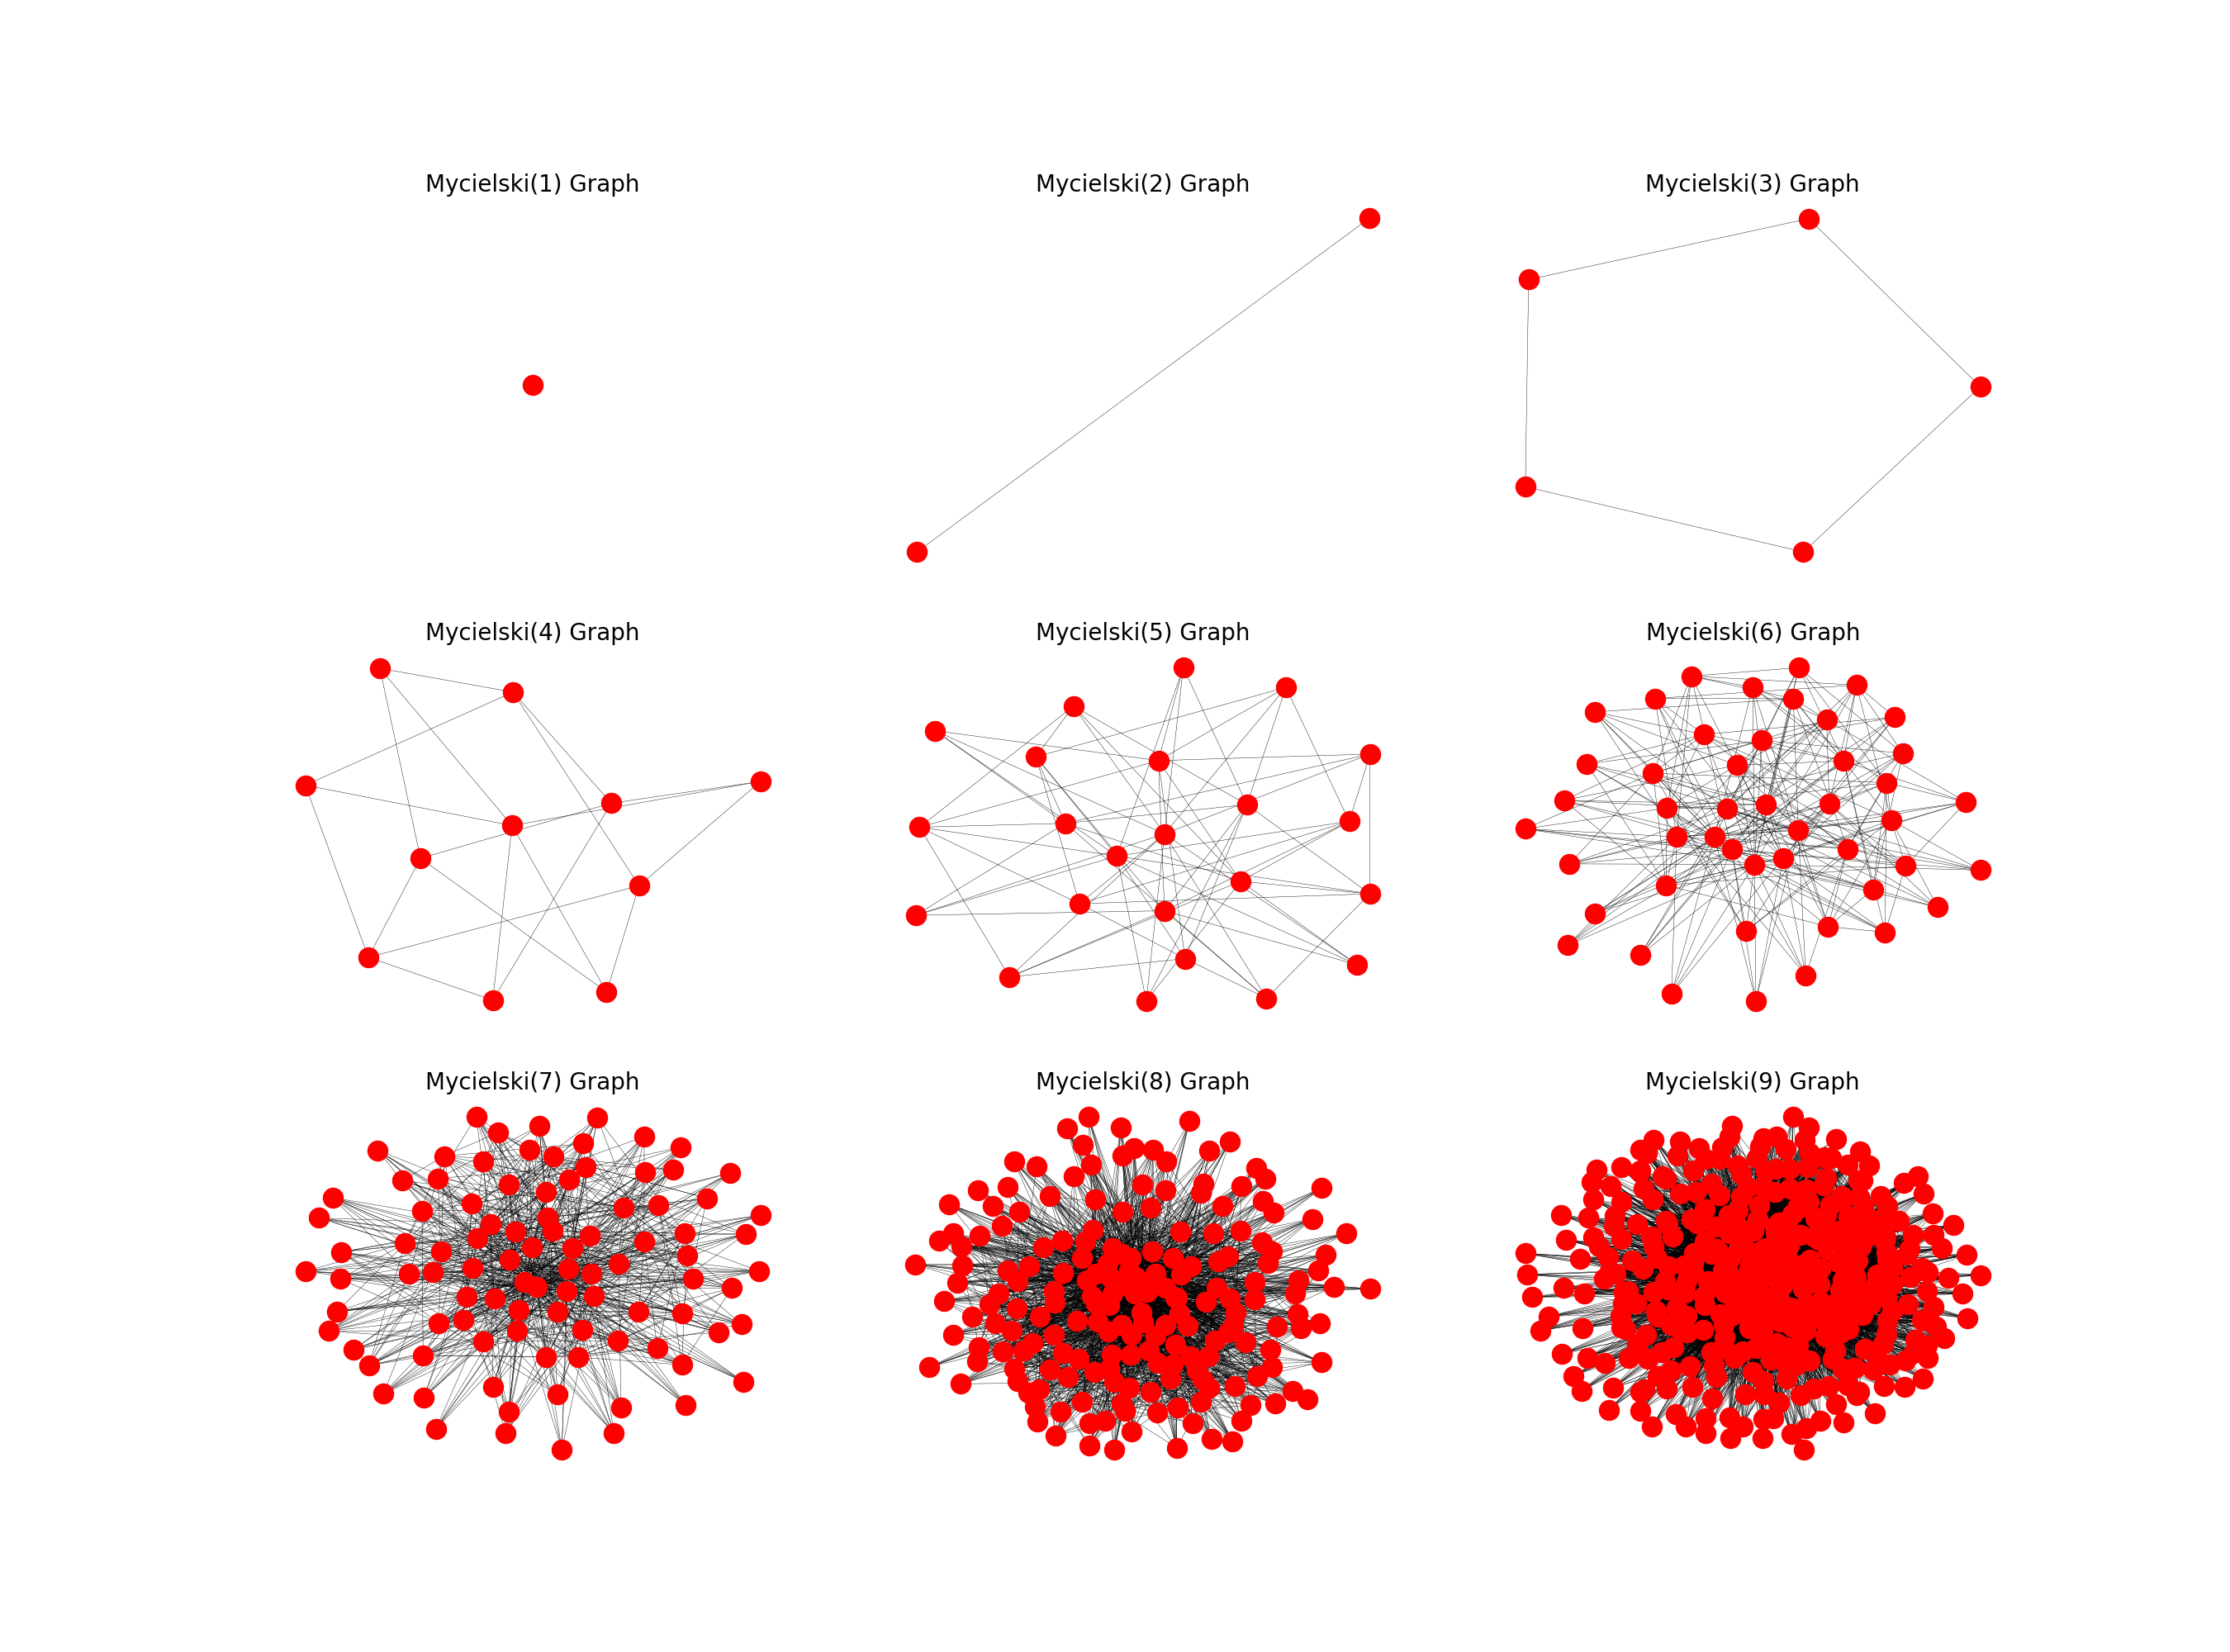 Mycielski(1) Graph
Mycielski(2) Graph
Mycielski(3) Graph
Mycielski(4) Graph
Mycielski(5) Graph
Mycielski(6) Graph
Mycielski(7) Graph
Mycielski(8) Graph
Mycielski(9) Graph